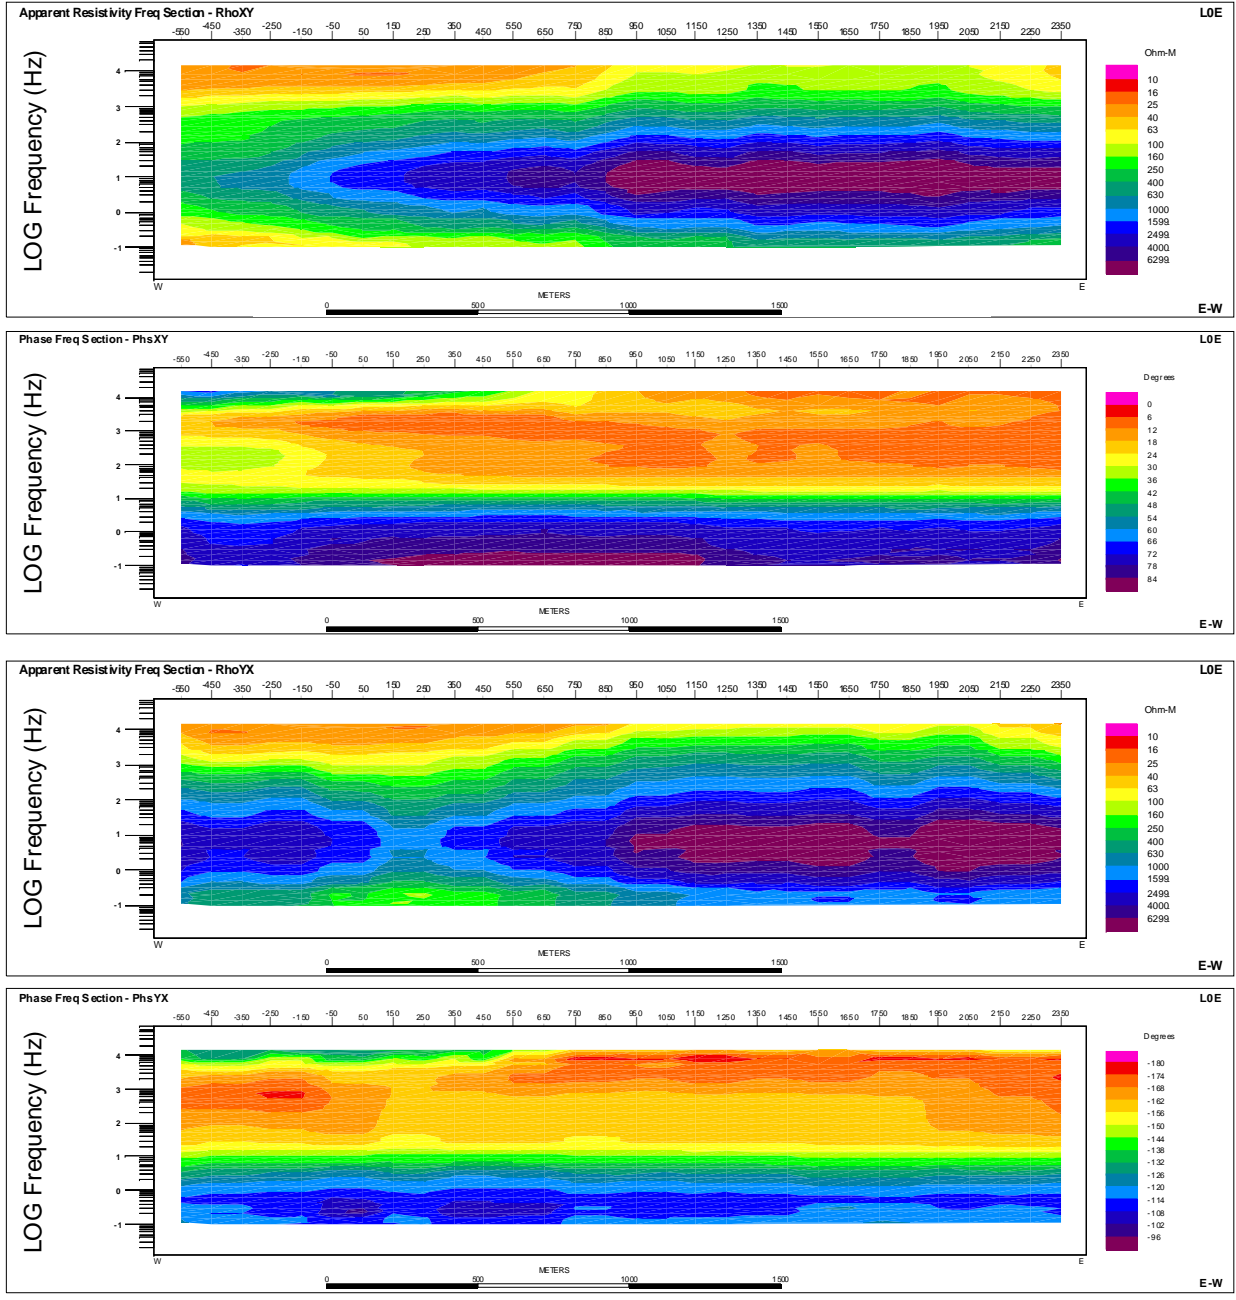 Apparent Resistivity Freq Section - RhoXY L0E
-550 -450 -350 -250 -150 -50 50 150 250 350 450 550 650 750 850 950 1050 1150 1250 1350 1450 1550 1650 1750 1850 1950 2050 2150 2250 2350
LOG Frequency (Hz)
4
3
2
1
0
-1
Ohm-M
10
16
25
40
63
100
160
250
400
630
1000
1599.
2499.
4000.
6299.
W E
METERS
0 500 1000 1500
E-W
Phase Freq Section - PhsXY L0E
-550 -450 -350 -250 -150 -50 50 150 250 350 450 550 650 750 850 950 1050 1150 1250 1350 1450 1550 1650 1750 1850 1950 2050 2150 2250 2350
LOG Frequency (Hz)
4
3
2
1
0
-1
Degrees
0
6
12
18
24
30
36
42
48
54
60
66
72
78
84
W E
METERS
0 500 1000 1500
E-W
Apparent Resistivity Freq Section - RhoYX L0E
-550 -450 -350 -250 -150 -50 50 150 250 350 450 550 650 750 850 950 1050 1150 1250 1350 1450 1550 1650 1750 1850 1950 2050 2150 2250 2350
LOG Frequency (Hz)
4
3
2
1
0
-1
Ohm-M
10
16
25
40
63
100
160
250
400
630
1000
1599.
2499.
4000.
6299.
W E
METERS
0 500 1000 1500
E-W
Phase Freq Section - PhsYX L0E
-550 -450 -350 -250 -150 -50 50 150 250 350 450 550 650 750 850 950 1050 1150 1250 1350 1450 1550 1650 1750 1850 1950 2050 2150 2250 2350
LOG Frequency (Hz)
4
3
2
1
0
-1
Degrees
-180
-174
-168
-162
-156
-150
-144
-138
-132
-126
-120
-114
-108
-102
-96
W E
METERS
0 500 1000 1500
E-W